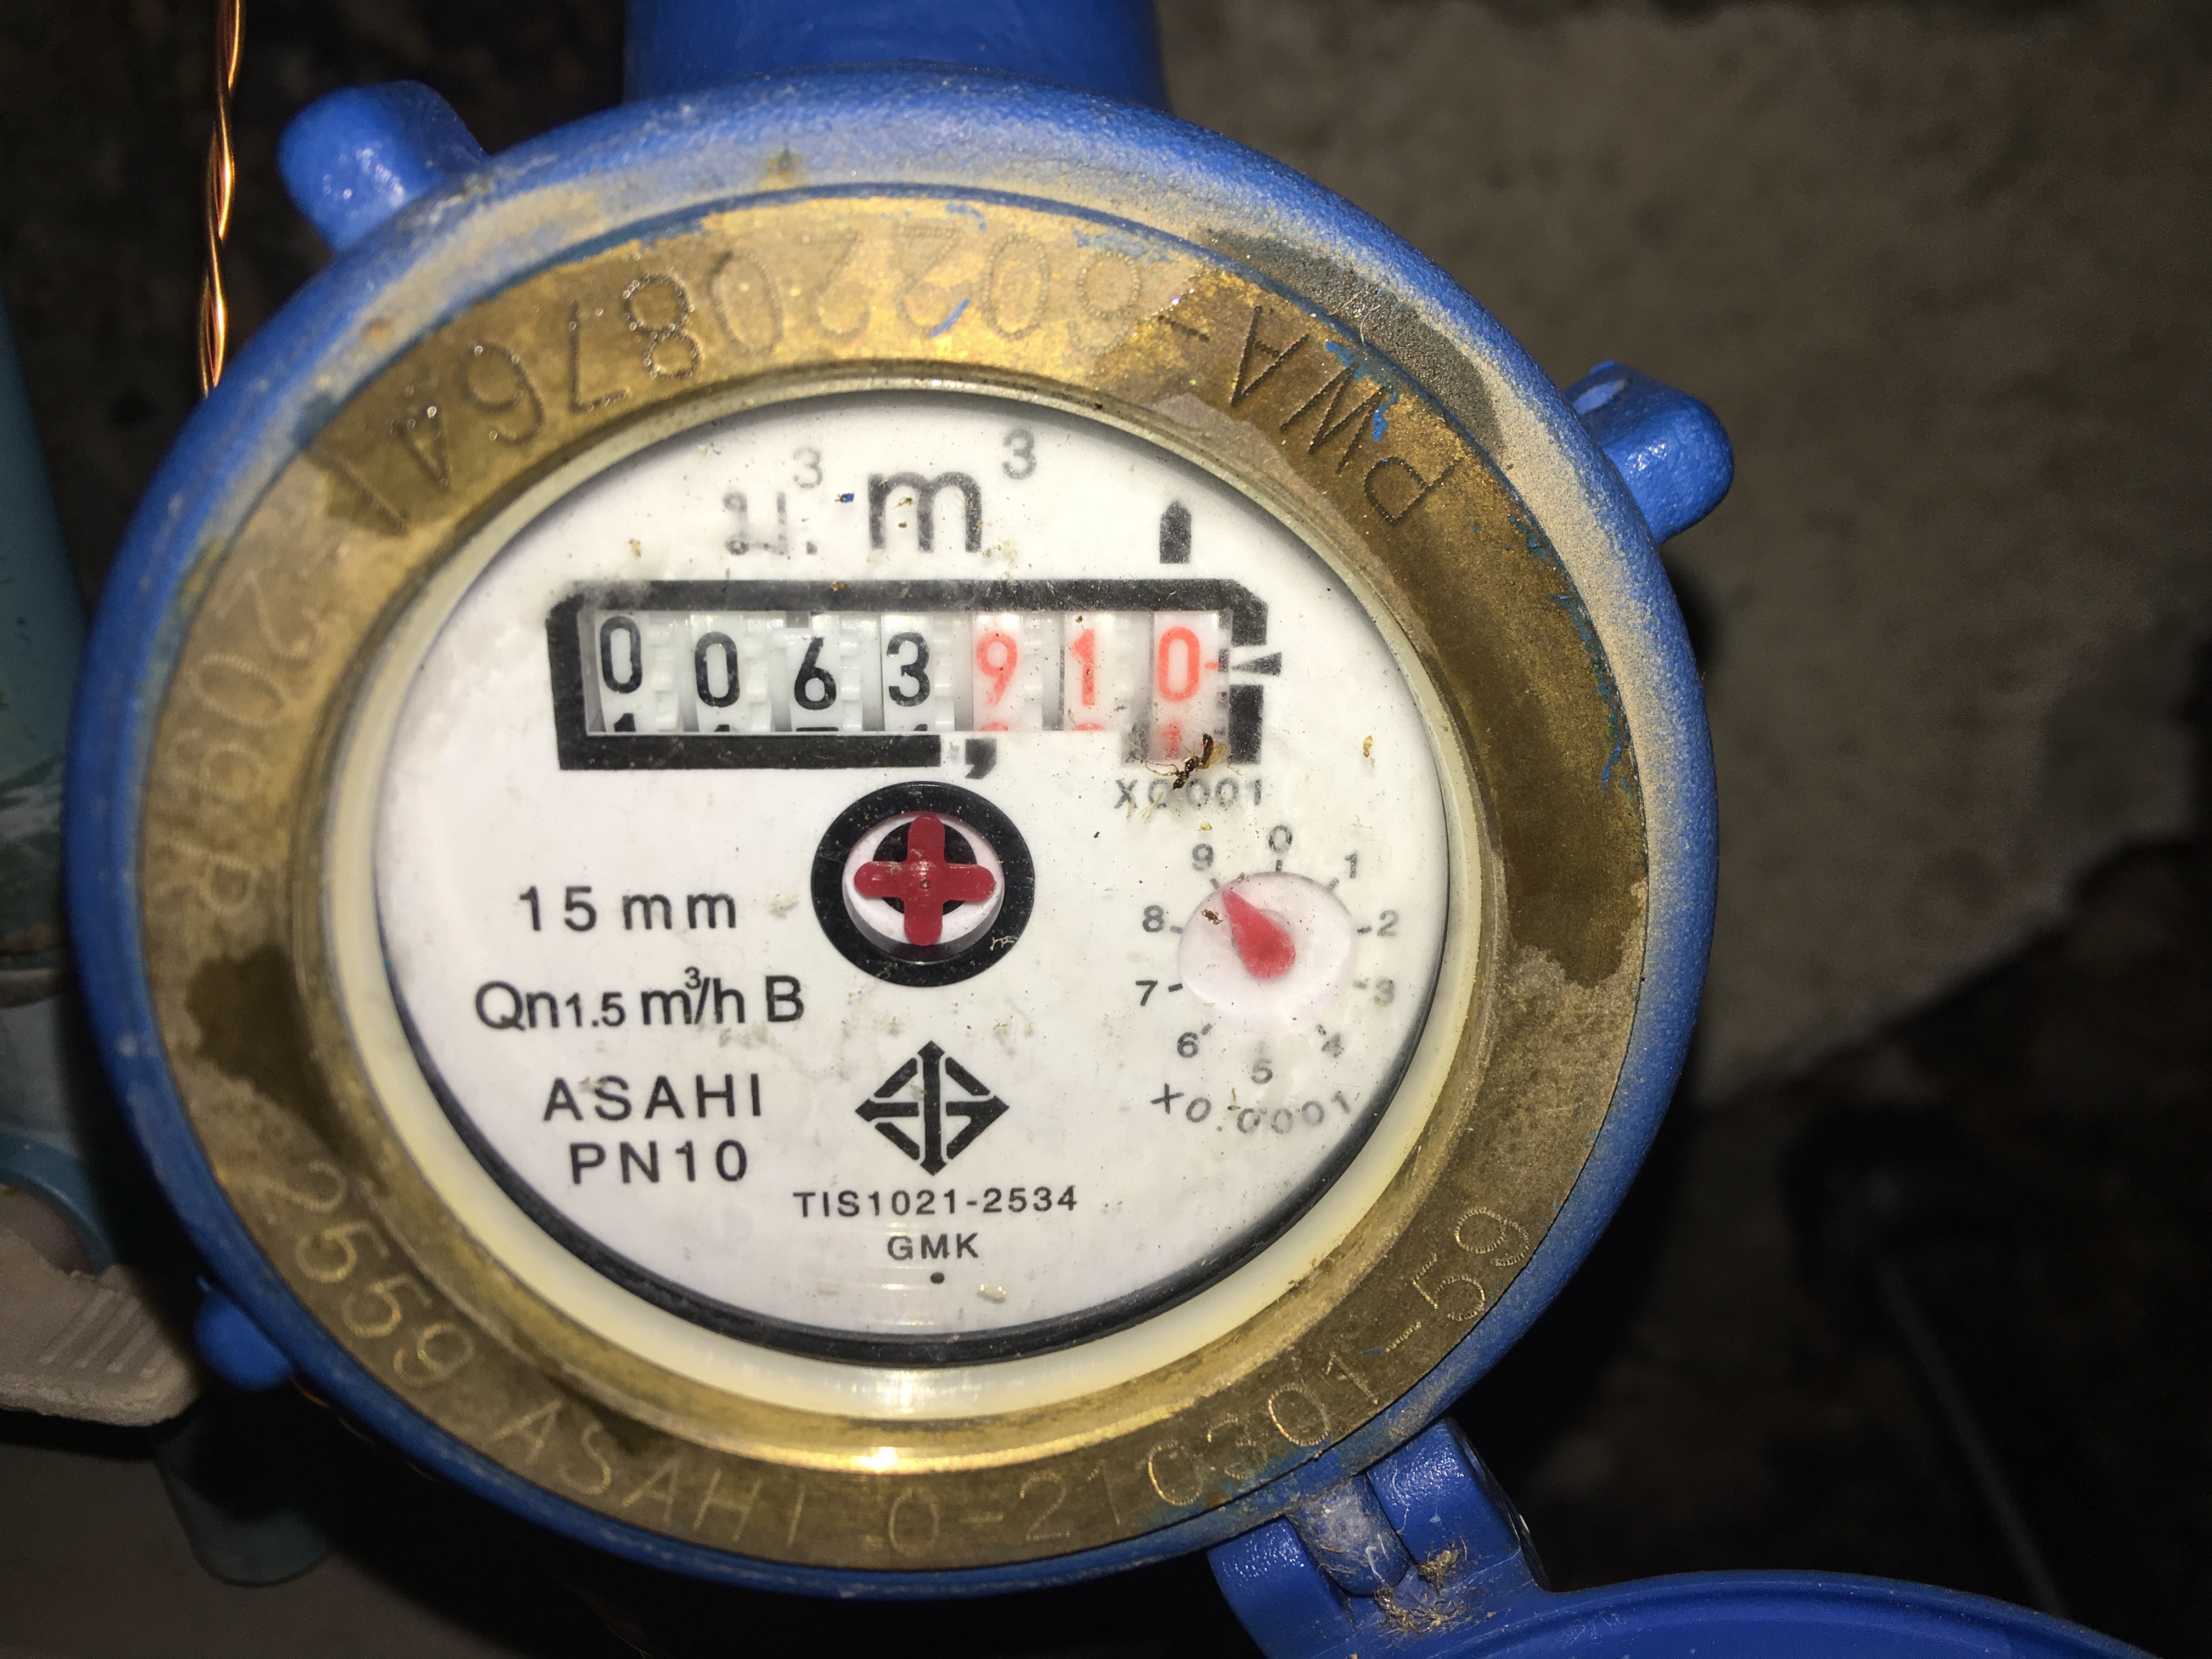 PWA-6022087641
ม.³ m³
0063910
X0.001
15 mm
Qn1.5 m³/h B
ASAHI
PN10
TIS1021-2534
GMK
0
1
2
3
4
5
6
7
8
9
×0.0001
2559 ASAHI 0-210301-59